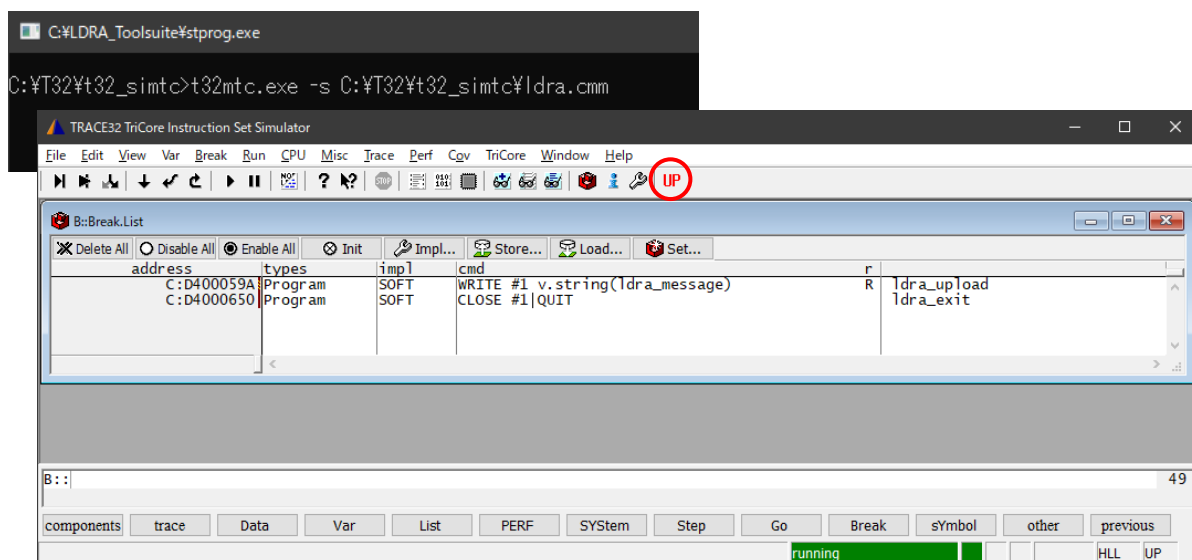 C:¥LDRA_Toolsuite¥stprog.exe
C:¥T32¥t32_simtc>t32mtc.exe -s C:¥T32¥t32_simtc¥ldra.cmm
TRACE32 TriCore Instruction Set Simulator
File Edit View Var Break Run CPU Misc Trace Perf Cov TriCore Window Help
STOP UP
B::Break.List
Delete All Disable All Enable All Init Impl... Store... Load... Set...
address types impl cmd r
C:D400059A Program SOFT WRITE #1 v.string(ldra_message) R ldra_upload
C:D4000650 Program SOFT CLOSE #1|QUIT ldra_exit
B:: 49
components trace Data Var List PERF SYStem Step Go Break sYmbol other previous
running HLL UP